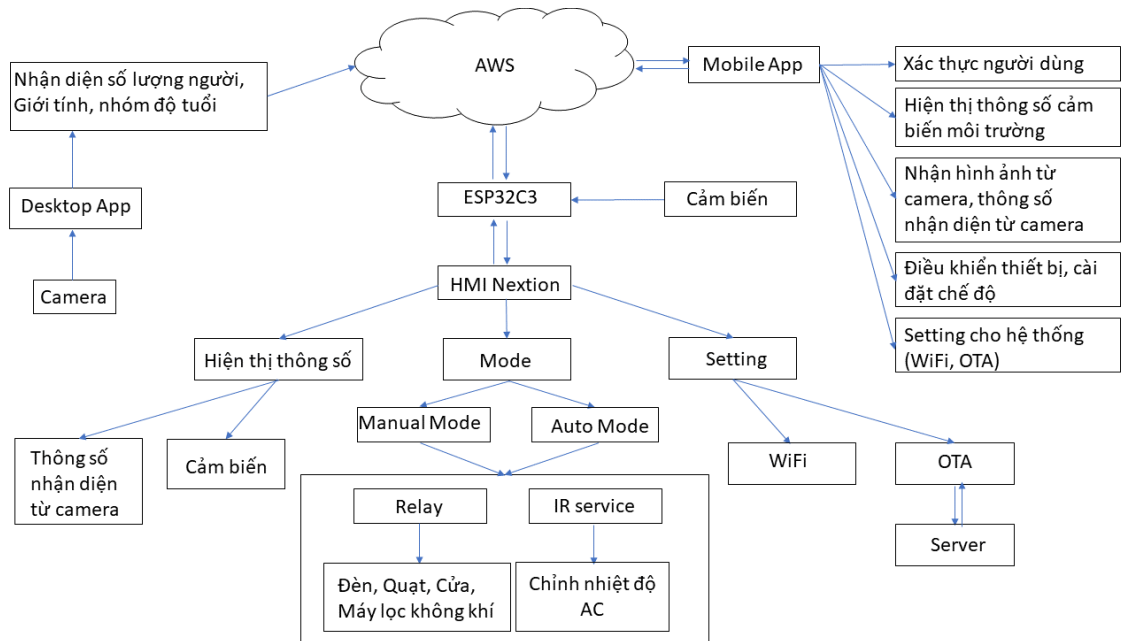 AWS
Mobile App
Xác thực người dùng
Nhận diện số lượng người,
Giới tính, nhóm độ tuổi
Hiện thị thông số cảm
biến môi trường
Nhận hình ảnh từ
camera, thông số
nhận diện từ camera
Desktop App
ESP32C3
Cảm biến
Điều khiển thiết bị, cài
đặt chế độ
Camera
HMI Nextion
Setting cho hệ thống
(WiFi, OTA)
Hiện thị thông số
Mode
Setting
Manual Mode
Auto Mode
Thông số
nhận diện
từ camera
Cảm biến
WiFi
OTA
Relay
IR service
Server
Đèn, Quạt, Cửa,
Máy lọc không khí
Chỉnh nhiệt độ
AC